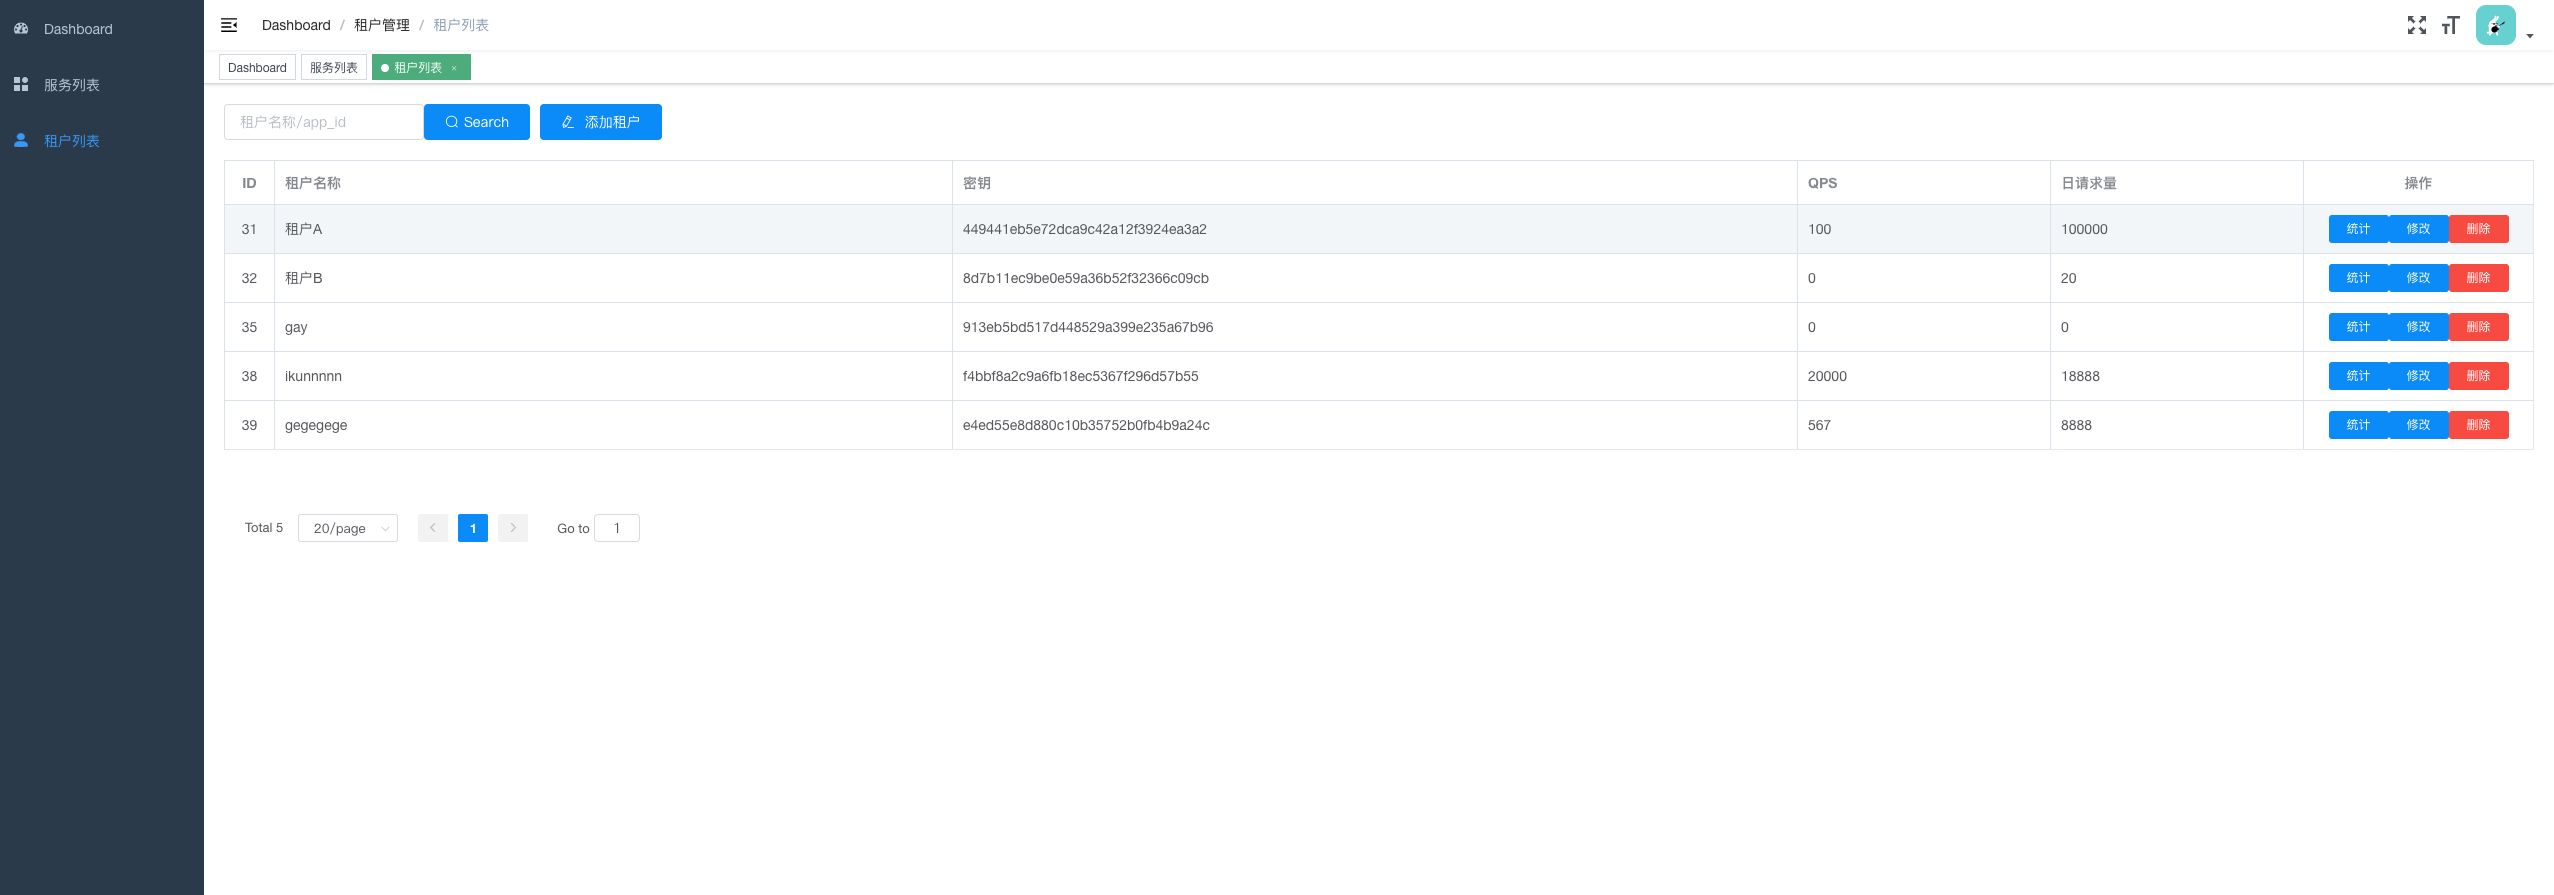 Dashboard
服务列表
租户列表
Dashboard / 租户管理 / 租户列表
Dashboard 服务列表 租户列表 ×
租户名称/app_id Search 添加租户
ID 租户名称 密钥 QPS 日请求量 操作
31 租户A 449441eb5e72dca9c42a12f3924ea3a2 100 100000 统计 修改 删除
32 租户B 8d7b11ec9be0e59a36b52f32366c09cb 0 20 统计 修改 删除
35 gay 913eb5bd517d448529a399e235a67b96 0 0 统计 修改 删除
38 ikunnnnn f4bbf8a2c9a6fb18ec5367f296d57b55 20000 18888 统计 修改 删除
39 gegegege e4ed55e8d880c10b35752b0fb4b9a24c 567 8888 统计 修改 删除
Total 5 20/page 1 Go to 1